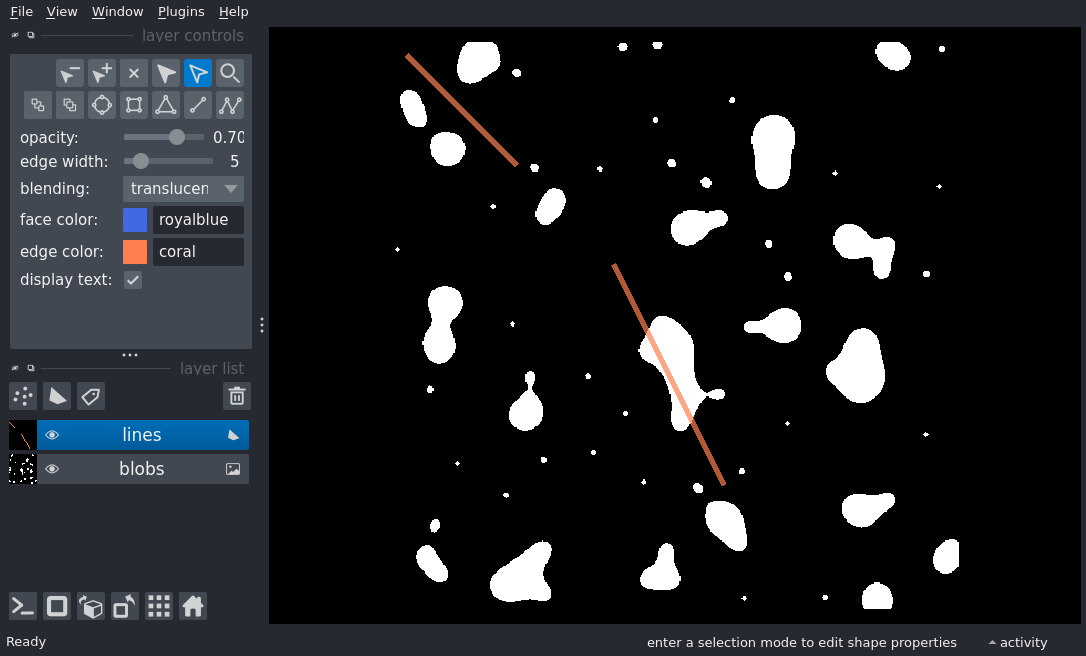 File View Window Plugins Help
layer controls
opacity: 0.70
edge width: 5
blending: translucen
face color: royalblue
edge color: coral
display text:
layer list
lines
blobs
Ready enter a selection mode to edit shape properties activity